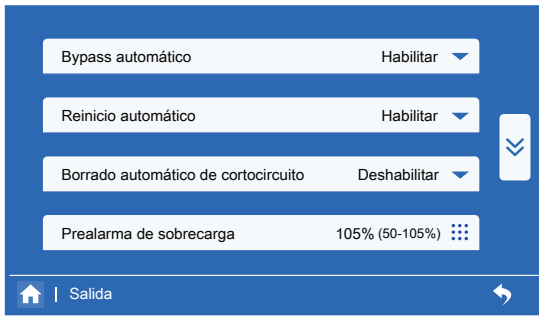 Bypass automático Habilitar
Reinicio automático Habilitar
Borrado automático de cortocircuito Deshabilitar
Prealarma de sobrecarga 105% (50-105%)
| Salida